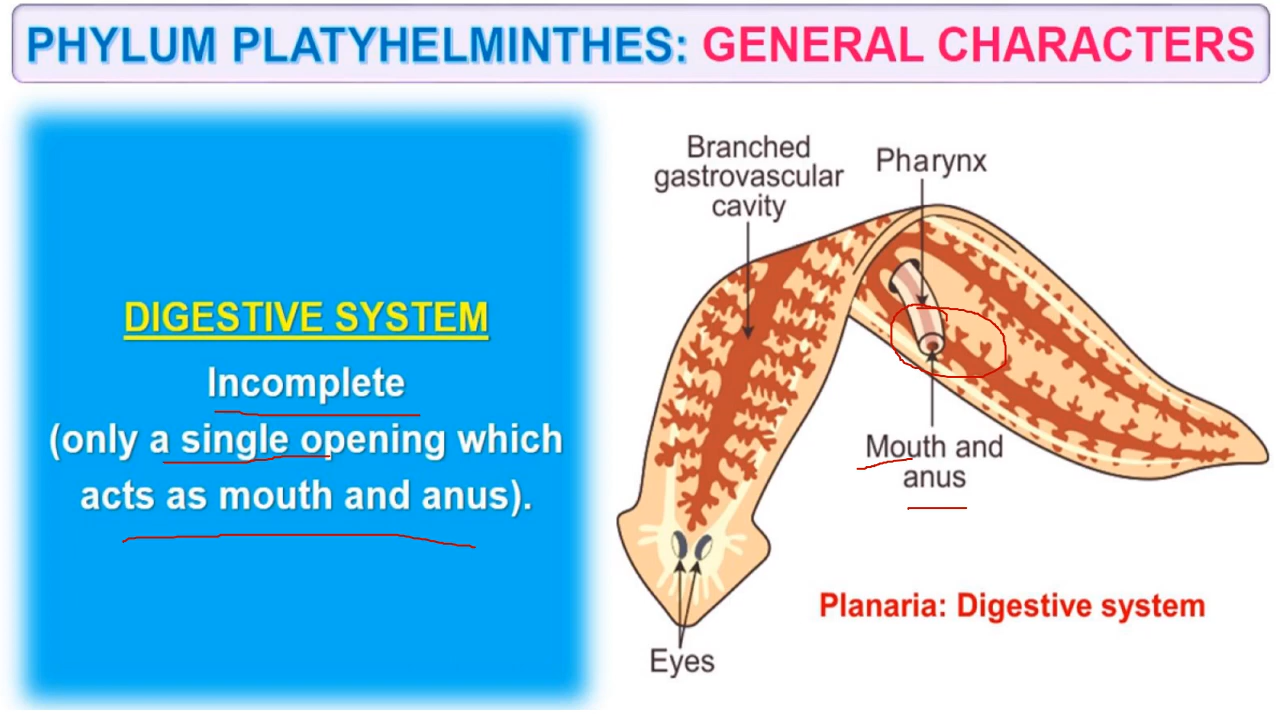 PHYLUM PLATYHELMINTHES: GENERAL CHARACTERS
DIGESTIVE SYSTEM
Incomplete
(only a single opening which
acts as mouth and anus).
Branched
gastrovascular
cavity
Pharynx
Mouth and
anus
Eyes
Planaria: Digestive system